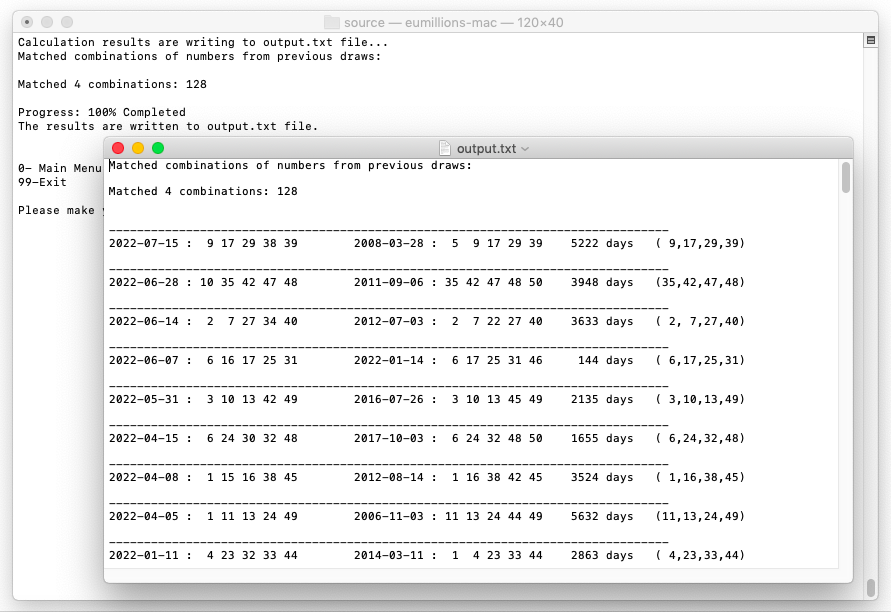 source — eumillions-mac — 120×40
Calculation results are writing to output.txt file...
Matched combinations of numbers from previous draws:
Matched 4 combinations: 128
Progress: 100% Completed
The results are written to output.txt file.
0- Main Menu
99-Exit
Please make
output.txt
Matched combinations of numbers from previous draws:
Matched 4 combinations: 128
________________________________________________________________________________
2022-07-15 :  9 17 29 38 39        2008-03-28 :  5  9 17 29 39    5222 days   ( 9,17,29,39)
________________________________________________________________________________
2022-06-28 : 10 35 42 47 48        2011-09-06 : 35 42 47 48 50    3948 days   (35,42,47,48)
________________________________________________________________________________
2022-06-14 :  2  7 27 34 40        2012-07-03 :  2  7 22 27 40    3633 days   ( 2, 7,27,40)
________________________________________________________________________________
2022-06-07 :  6 16 17 25 31        2022-01-14 :  6 17 25 31 46     144 days   ( 6,17,25,31)
________________________________________________________________________________
2022-05-31 :  3 10 13 42 49        2016-07-26 :  3 10 13 45 49    2135 days   ( 3,10,13,49)
________________________________________________________________________________
2022-04-15 :  6 24 30 32 48        2017-10-03 :  6 24 32 48 50    1655 days   ( 6,24,32,48)
________________________________________________________________________________
2022-04-08 :  1 15 16 38 45        2012-08-14 :  1 16 38 42 45    3524 days   ( 1,16,38,45)
________________________________________________________________________________
2022-04-05 :  1 11 13 24 49        2006-11-03 : 11 13 24 44 49    5632 days   (11,13,24,49)
________________________________________________________________________________
2022-01-11 :  4 23 32 33 44        2014-03-11 :  1  4 23 33 44    2863 days   ( 4,23,33,44)